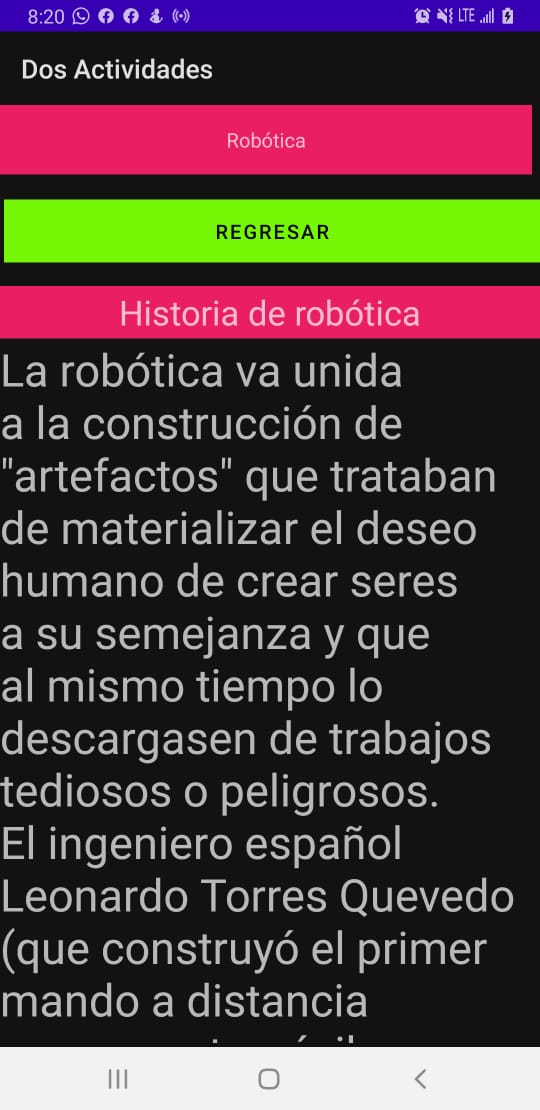 8:20 LTE
Dos Actividades
Robótica
REGRESAR
Historia de robótica
La robótica va unida
a la construcción de
"artefactos" que trataban
de materializar el deseo
humano de crear seres
a su semejanza y que
al mismo tiempo lo
descargasen de trabajos
tediosos o peligrosos.
El ingeniero español
Leonardo Torres Quevedo
(que construyó el primer
mando a distancia